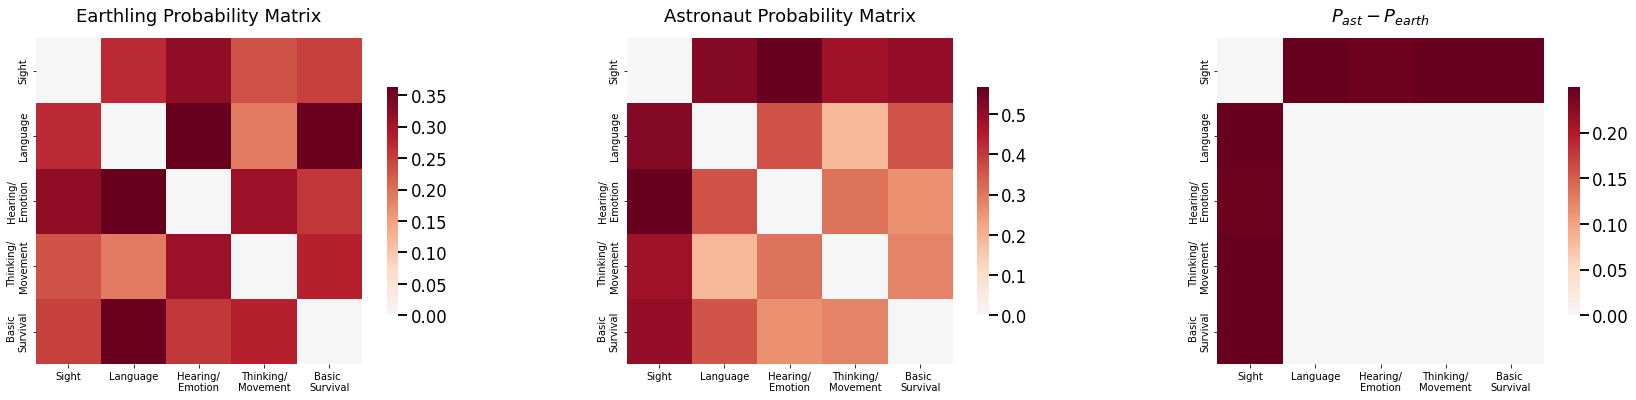 Earthling Probability Matrix
Sight
Language
Hearing/
Emotion
Thinking/
Movement
Basic
Survival
Sight
Language
Hearing/
Emotion
Thinking/
Movement
Basic
Survival
0.35
0.30
0.25
0.20
0.15
0.10
0.05
0.00
Astronaut Probability Matrix
Sight
Language
Hearing/
Emotion
Thinking/
Movement
Basic
Survival
Sight
Language
Hearing/
Emotion
Thinking/
Movement
Basic
Survival
0.5
0.4
0.3
0.2
0.1
0.0
P_ast − P_earth
Sight
Language
Hearing/
Emotion
Thinking/
Movement
Basic
Survival
Sight
Language
Hearing/
Emotion
Thinking/
Movement
Basic
Survival
0.20
0.15
0.10
0.05
0.00